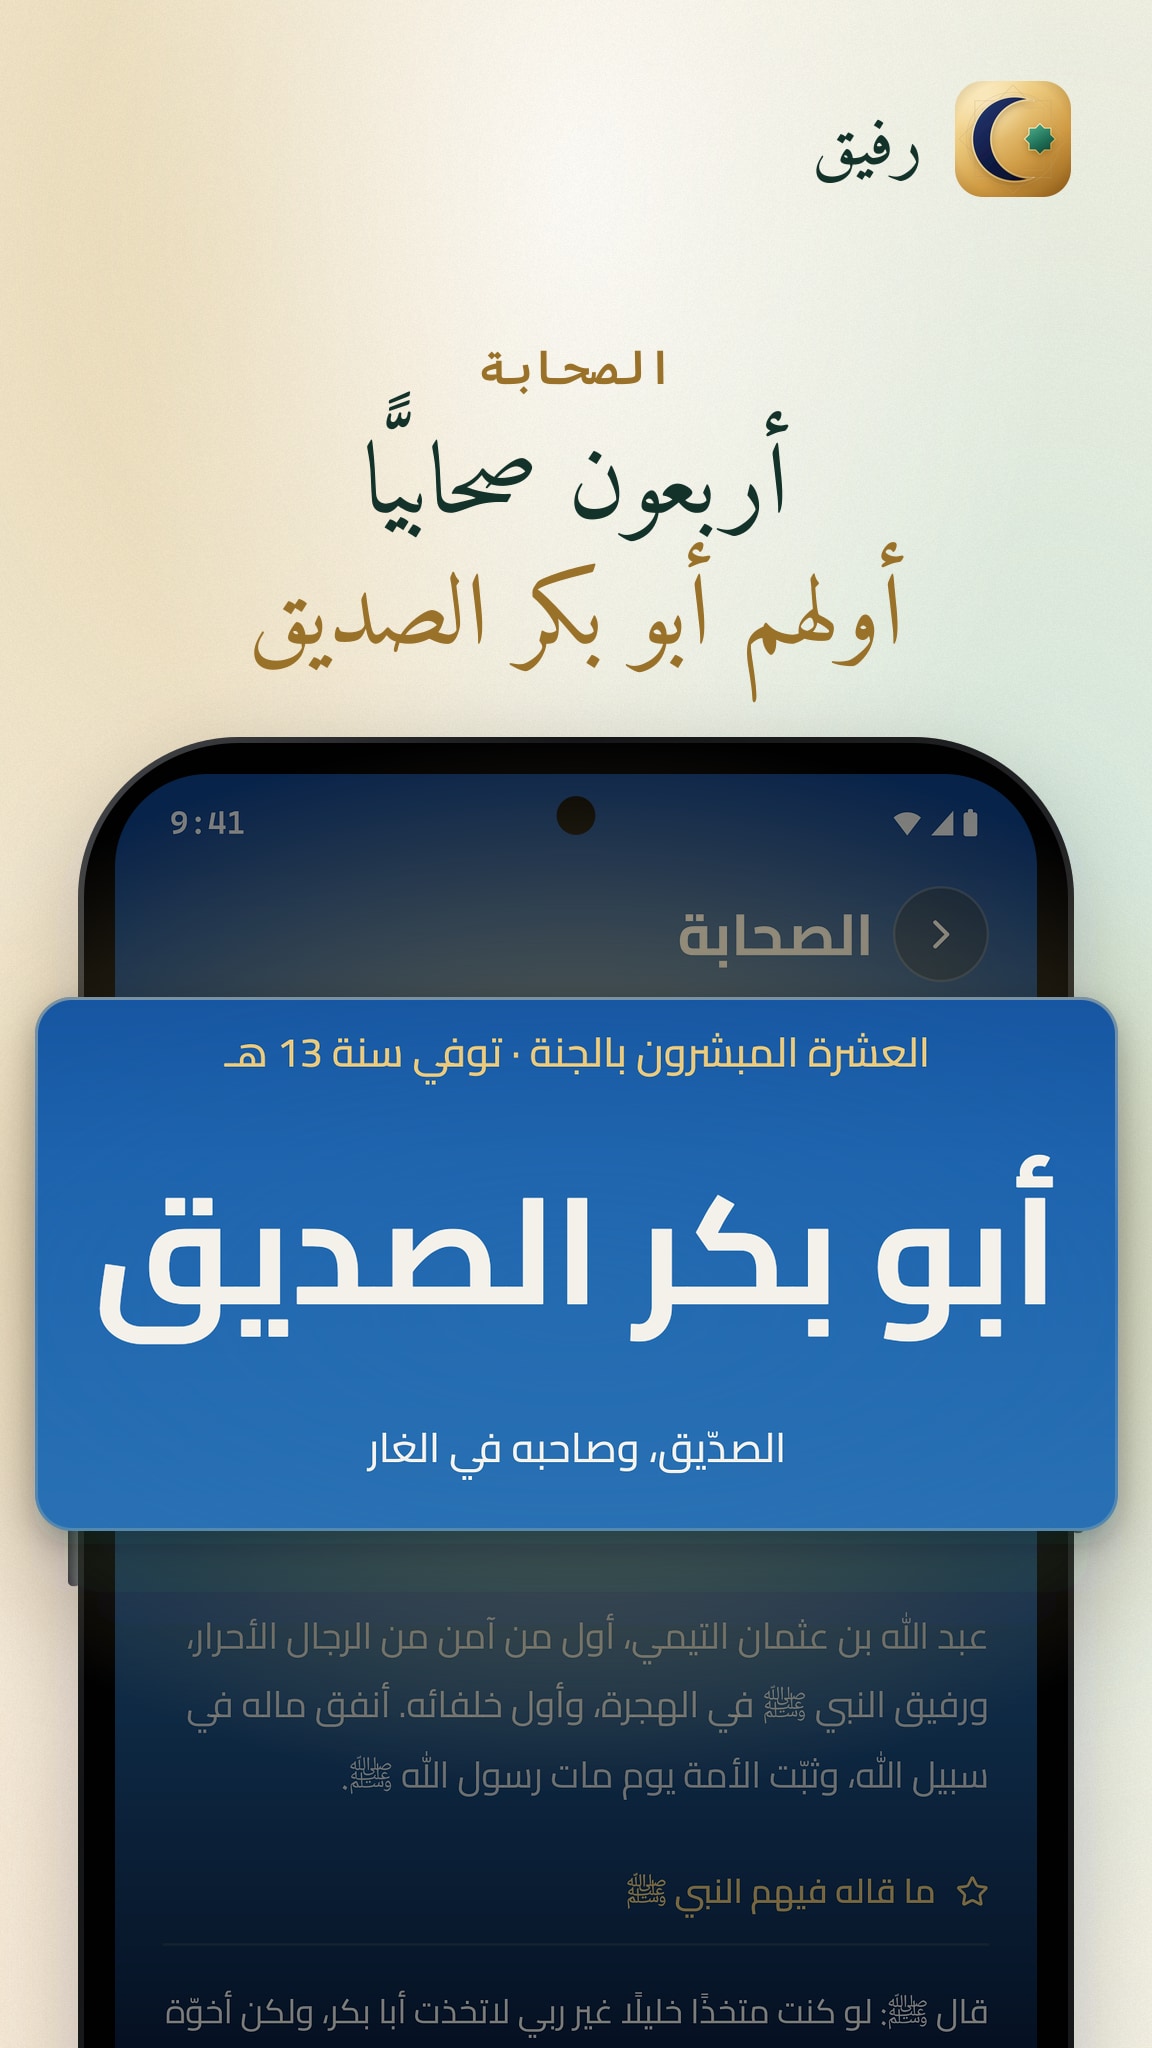 رفيق
الصحابة
أربعون صحابيًّا
أولهم أبو بكر الصديق
9:41
الصحابة
العشرة المبشرون بالجنة · توفي سنة 13 هـ
أبو بكر الصديق
الصدّيق، وصاحبه في الغار
عبد الله بن عثمان التيمي، أول من آمن من الرجال الأحرار،
ورفيق النبي ﷺ في الهجرة، وأول خلفائه. أنفق ماله في
سبيل الله، وثبّت الأمة يوم مات رسول الله ﷺ.
ما قاله فيهم النبي ﷺ
قال ﷺ: لو كنت متخذًا خليلًا غير ربي لاتخذت أبا بكر، ولكن أخوّة